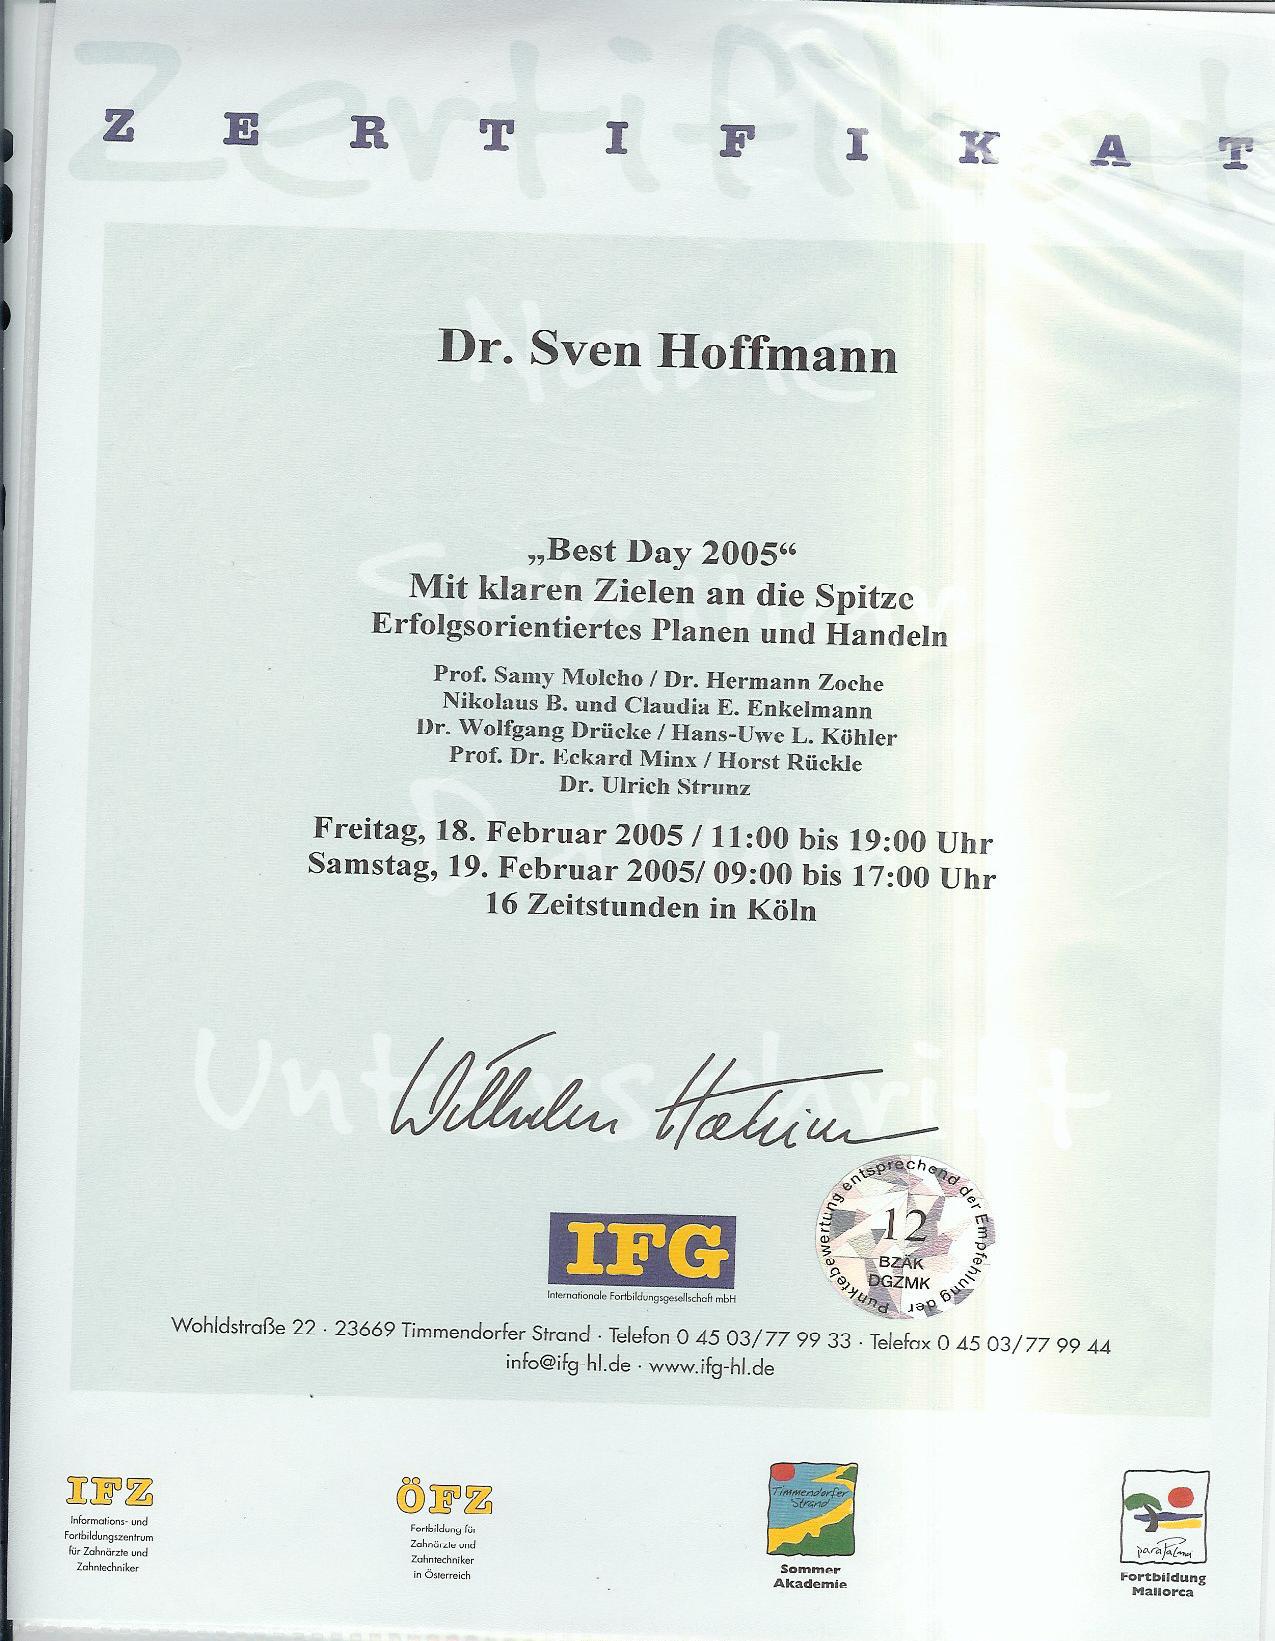 ZERTIFIKAT
Zertifikat
Name
Dr. Sven Hoffmann
„Best Day 2005“
Mit klaren Zielen an die Spitze
Erfolgsorientiertes Planen und Handeln
Prof. Samy Molcho / Dr. Hermann Zoche
Nikolaus B. und Claudia E. Enkelmann
Dr. Wolfgang Drücke / Hans-Uwe L. Köhler
Prof. Dr. Eckard Minx / Horst Rückle
Dr. Ulrich Strunz
Freitag, 18. Februar 2005 / 11:00 bis 19:00 Uhr
Samstag, 19. Februar 2005/ 09:00 bis 17:00 Uhr
16 Zeitstunden in Köln
Unterschrift
Punktebewertung entsprechend der Empfehlung der
12
BZÄK
DGZMK
IFG
Internationale Fortbildungsgesellschaft mbH
Wohldstraße 22 · 23669 Timmendorfer Strand · Telefon 0 45 03/77 99 33 · Telefax 0 45 03/77 99 44
info@ifg-hl.de · www.ifg-hl.de
IFZ
Informations- und
Fortbildungszentrum
für Zahnärzte und
Zahntechniker
ÖFZ
Fortbildung für
Zahnärzte und
Zahntechniker
in Österreich
Timmendorfer
Strand
Sommer
Akademie
paraPalma
Fortbildung
Mallorca